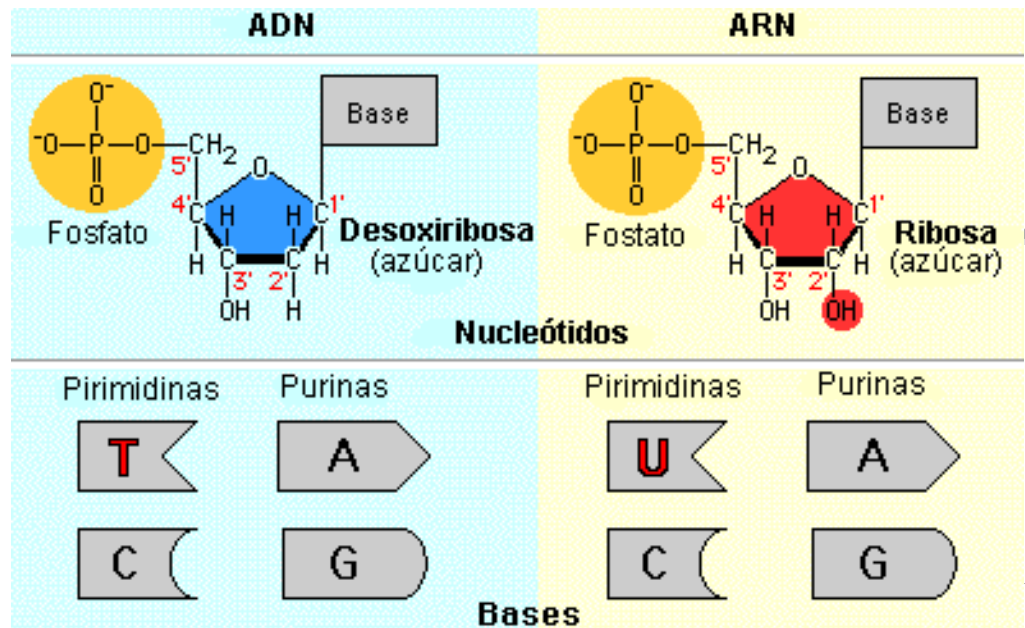 ADN
ARN
O⁻
⁻O–P–O–CH₂
O
Base
5'
O
4'
1'
H H
C C
Fosfato
Desoxiribosa
(azúcar)
H C C H
3' 2'
OH H
O⁻
⁻O–P–O–CH₂
O
Base
5'
O
4'
1'
H H
C C
Fostato
Ribosa
(azúcar)
H C C H
3' 2'
OH OH
Nucleótidos
Pirimidinas Purinas
T A
C G
Pirimidinas Purinas
U A
C G
Bases